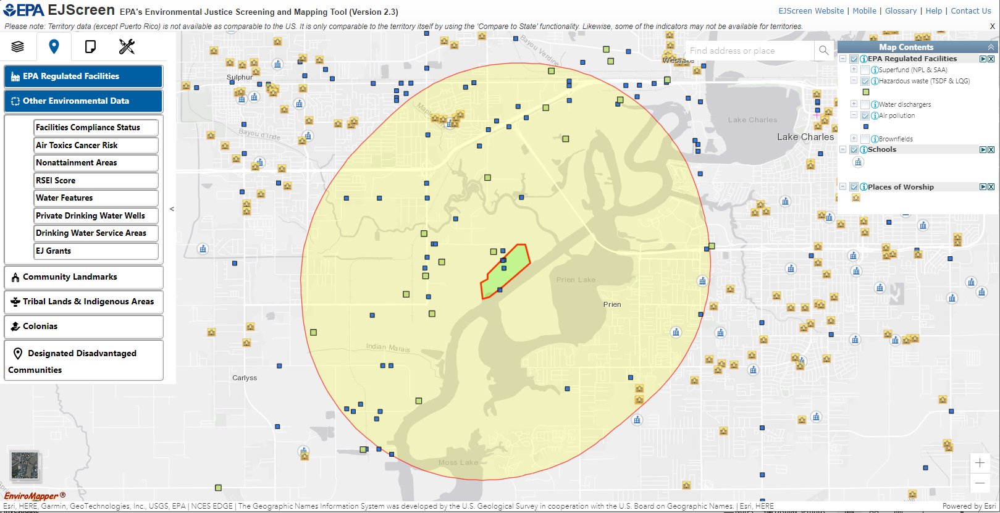 EPA EJScreen EPA's Environmental Justice Screening and Mapping Tool (Version 2.3)
EJScreen Website | Mobile | Glossary | Help | Contact Us
Please note: Territory data (except Puerto Rico) is not available as comparable to the US. It is only comparable to the territory itself by using the 'Compare to State' functionality. Likewise, some of the indicators may not be available for territories.
X
EPA Regulated Facilities
Other Environmental Data
Facilities Compliance Status
Air Toxics Cancer Risk
Nonattainment Areas
RSEI Score
Water Features
Private Drinking Water Wells
Drinking Water Service Areas
EJ Grants
Community Landmarks
Tribal Lands & Indigenous Areas
Colonias
Designated Disadvantaged
Communities
<
Find address or place
Map Contents
EPA Regulated Facilities
Superfund (NPL & SAA)
Hazardous waste (TSDF & LQG)
Water dischargers
Air pollution
Brownfields
Schools
Places of Worship
Bayou Verdine
Westlake
Sulphur
Bayou d'Inde
Lake Charles
Lake Charles
Prien Lake
Prien
Indian Marais
Carlyss
Moss Lake
EnviroMapper ®
Esri, HERE, Garmin, GeoTechnologies, Inc., USGS, EPA | NCES EDGE | The Geographic Names Information System was developed by the U.S. Geological Survey in cooperation with the U.S. Board on Geographic Names. | Esri, HERE
Powered by Esri